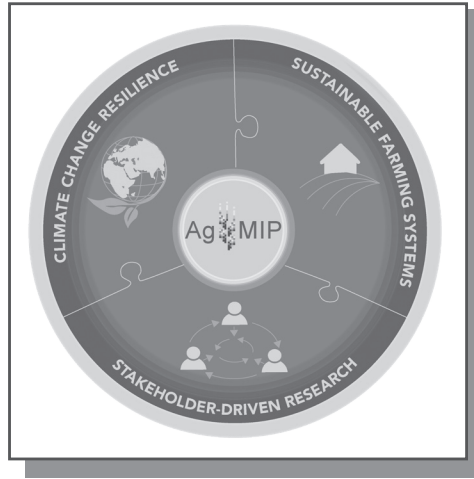 CLIMATE CHANGE RESILIENCE
SUSTAINABLE FARMING SYSTEMS
AgMIP
STAKEHOLDER-DRIVEN RESEARCH